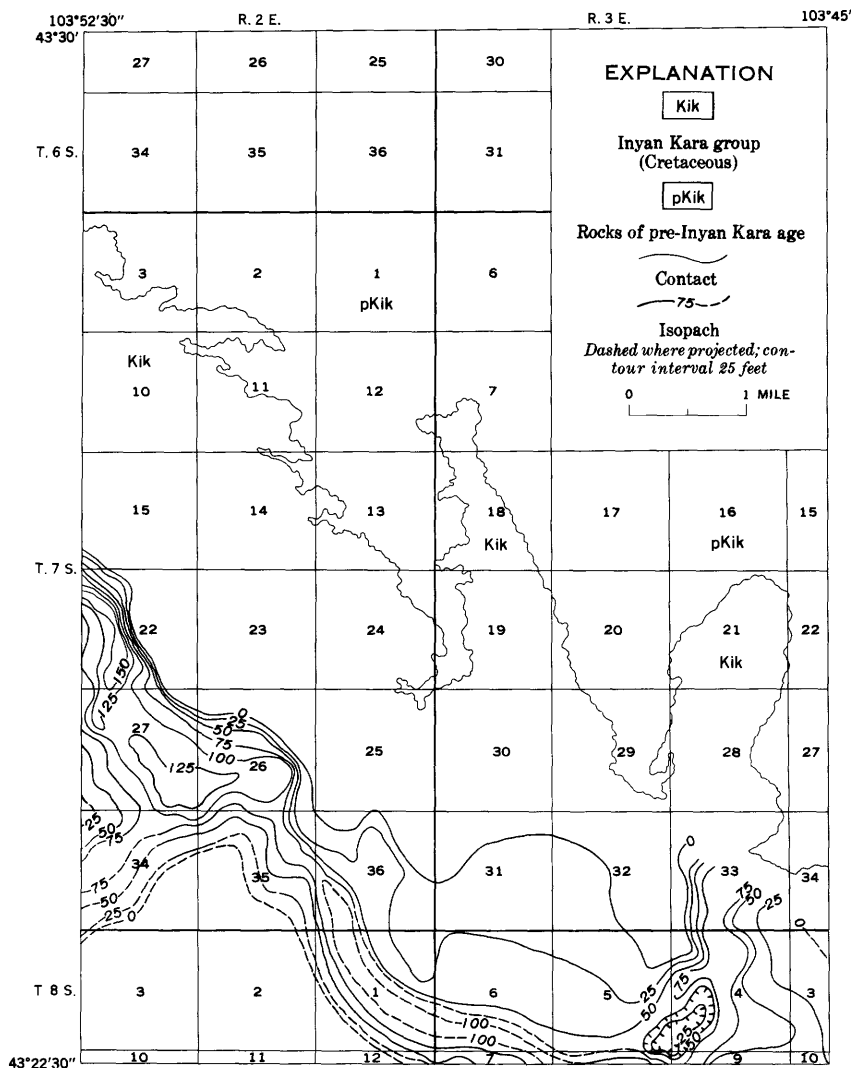 103°52'30" R. 2 E. R. 3 E. 103°45'
43°30'
27 26 25 30
EXPLANATION
Kik
Inyan Kara group
(Cretaceous)
pKik
Rocks of pre-Inyan Kara age
Contact
75
Isopach
Dashed where projected; con-
tour interval 25 feet
0 1 MILE
T. 6 S. 34 35 36 31
3 2 1 6
pKik
Kik
10 11 12 7
15 14 13 18 17 16 15
Kik pKik
T. 7 S.
22 23 24 19 20 21 22
Kik
125 150
0
25
50
75
100
27 26 25 30 29 28 27
125
25
50
75
34 35 36 31 32 33 34
0
75
50
25
0
75
50
25
0
T 8 S. 3 2 1 6 5 4 3
25
50
75
100
100
25
50
43°22'30" 10 11 12 7 9 10